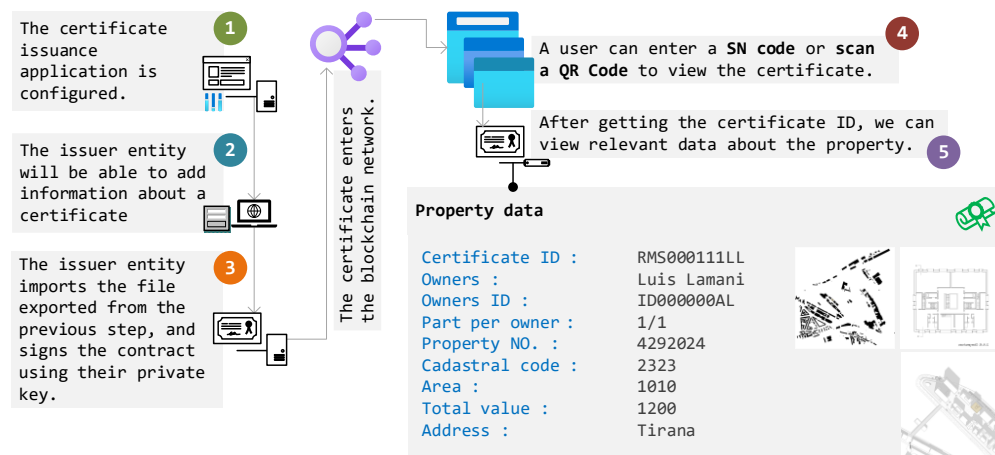 1
The certificate
issuance
application is
configured.
2
The issuer entity
will be able to add
information about a
certificate
3
The issuer entity
imports the file
exported from the
previous step, and
signs the contract
using their private
key.
The certificate enters
the blockchain network.
4
A user can enter a SN code or scan
a QR Code to view the certificate.
After getting the certificate ID, we can
view relevant data about the property.
5
Property data
Certificate ID : RMS000111LL
Owners : Luis Lamani
Owners ID : ID000000AL
Part per owner : 1/1
Property NO. : 4292024
Cadastral code : 2323
Area : 1010
Total value : 1200
Address : Tirana